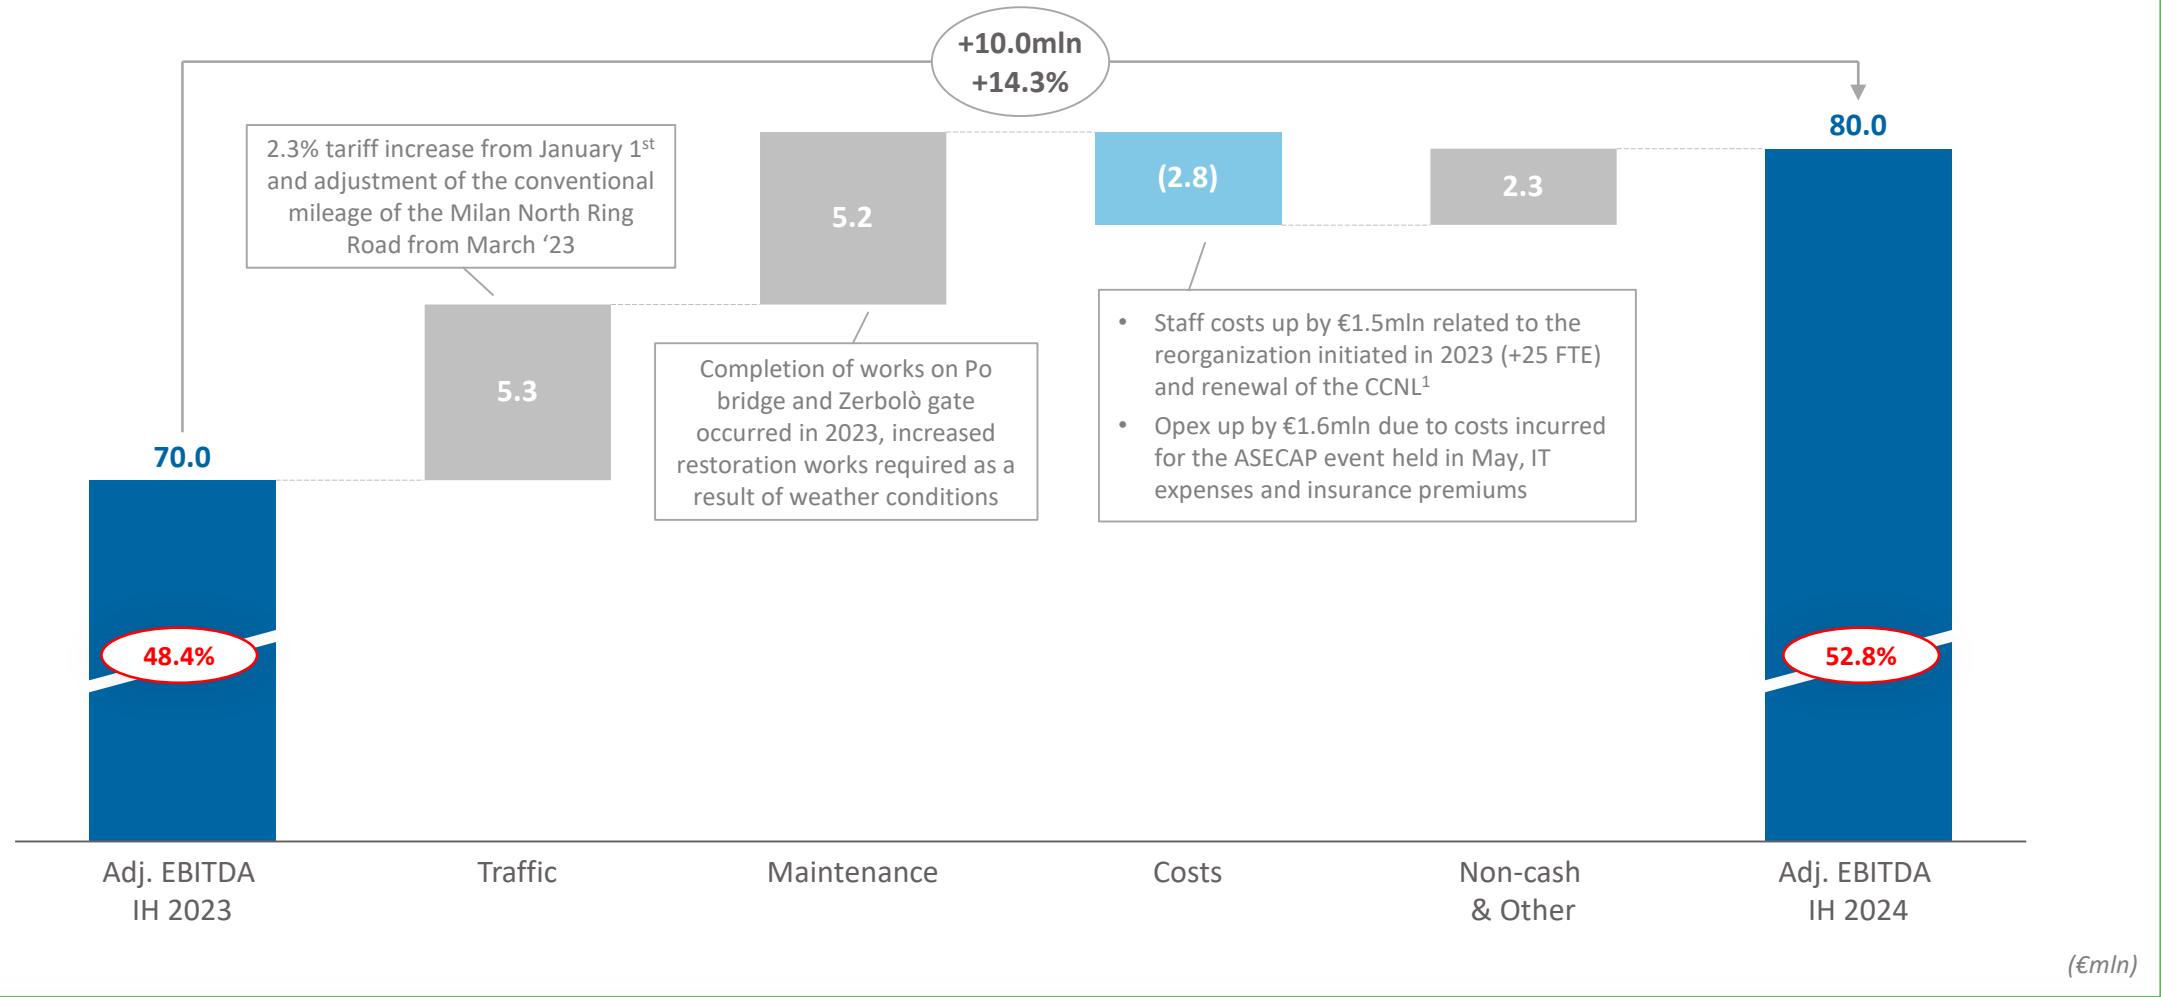 +10.0mln
+14.3%
2.3% tariff increase from January 1st
and adjustment of the conventional
mileage of the Milan North Ring
Road from March ‘23
80.0
5.2
(2.8)
2.3
5.3
Completion of works on Po
bridge and Zerbolò gate
occurred in 2023, increased
restoration works required as a
result of weather conditions
• Staff costs up by €1.5mln related to the
reorganization initiated in 2023 (+25 FTE)
and renewal of the CCNL1
• Opex up by €1.6mln due to costs incurred
for the ASECAP event held in May, IT
expenses and insurance premiums
70.0
48.4%
52.8%
Adj. EBITDA
IH 2023
Traffic
Maintenance
Costs
Non-cash
& Other
Adj. EBITDA
IH 2024
(€mln)